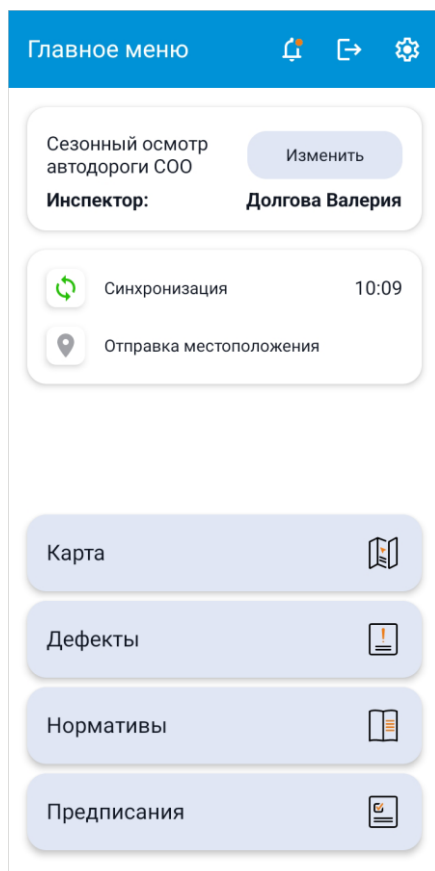 Главное меню
Сезонный осмотр
автодороги СОО
Изменить
Инспектор: Долгова Валерия
Синхронизация 10:09
Отправка местоположения
Карта
Дефекты
Нормативы
Предписания